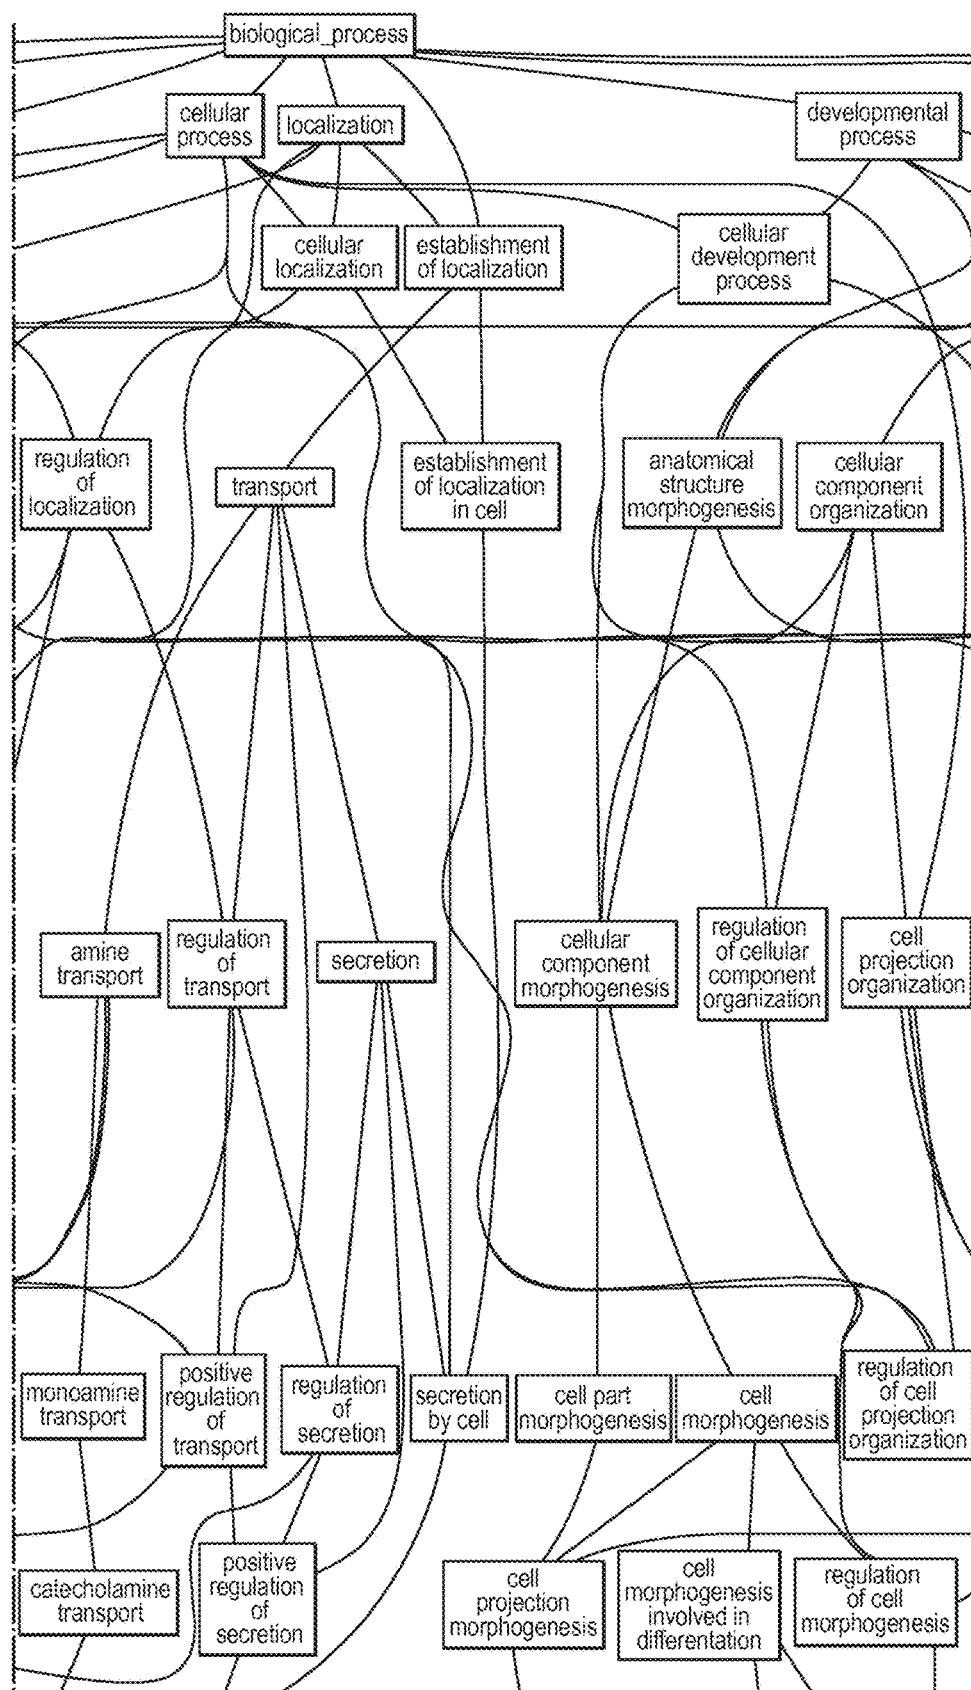 biological_process
cellular
process
localization
developmental
process
cellular
localization
establishment
of localization
cellular
development
process
regulation
of
localization
transport
establishment
of localization
in cell
anatomical
structure
morphogenesis
cellular
component
organization
amine
transport
regulation
of
transport
secretion
cellular
component
morphogenesis
regulation
of cellular
component
organization
cell
projection
organization
monoamine
transport
positive
regulation
of
transport
regulation
of
secretion
secretion
by cell
cell part
morphogenesis
cell
morphogenesis
regulation
of cell
projection
organization
catecholamine
transport
positive
regulation
of
secretion
cell
projection
morphogenesis
cell
morphogenesis
involved in
differentation
regulation
of cell
morphogenesis